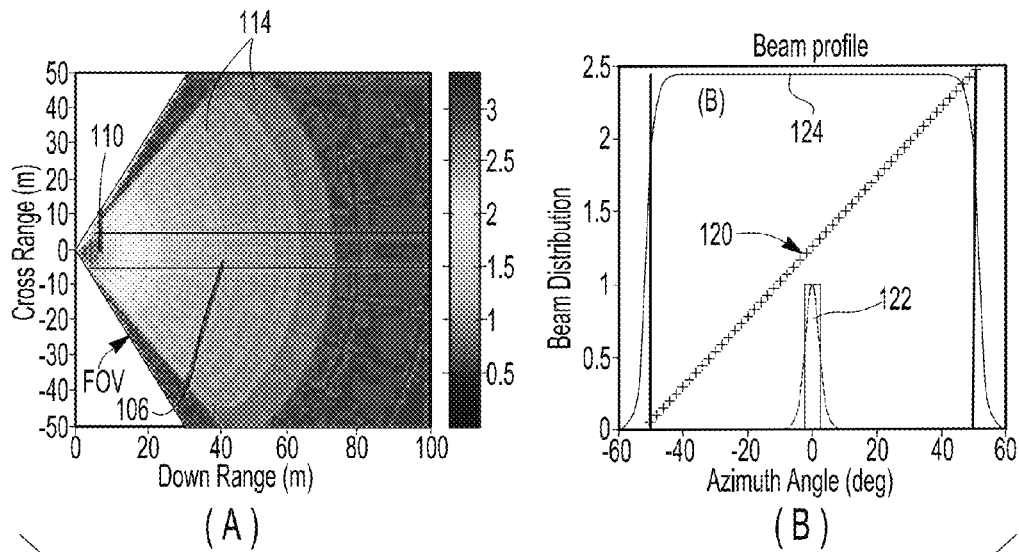 114
50
40
30
20
10
0
-10
-20
-30
-40
-50
Cross Range (m)
110
FOV
106
0 20 40 60 80 100
Down Range (m)
3
2.5
2
1.5
1
0.5
(A)
Beam profile
2.5
2
1.5
1
0.5
0
Beam Distribution
(B)
124
120
122
-60 -40 -20 0 20 40 60
Azimuth Angle (deg)
(B)